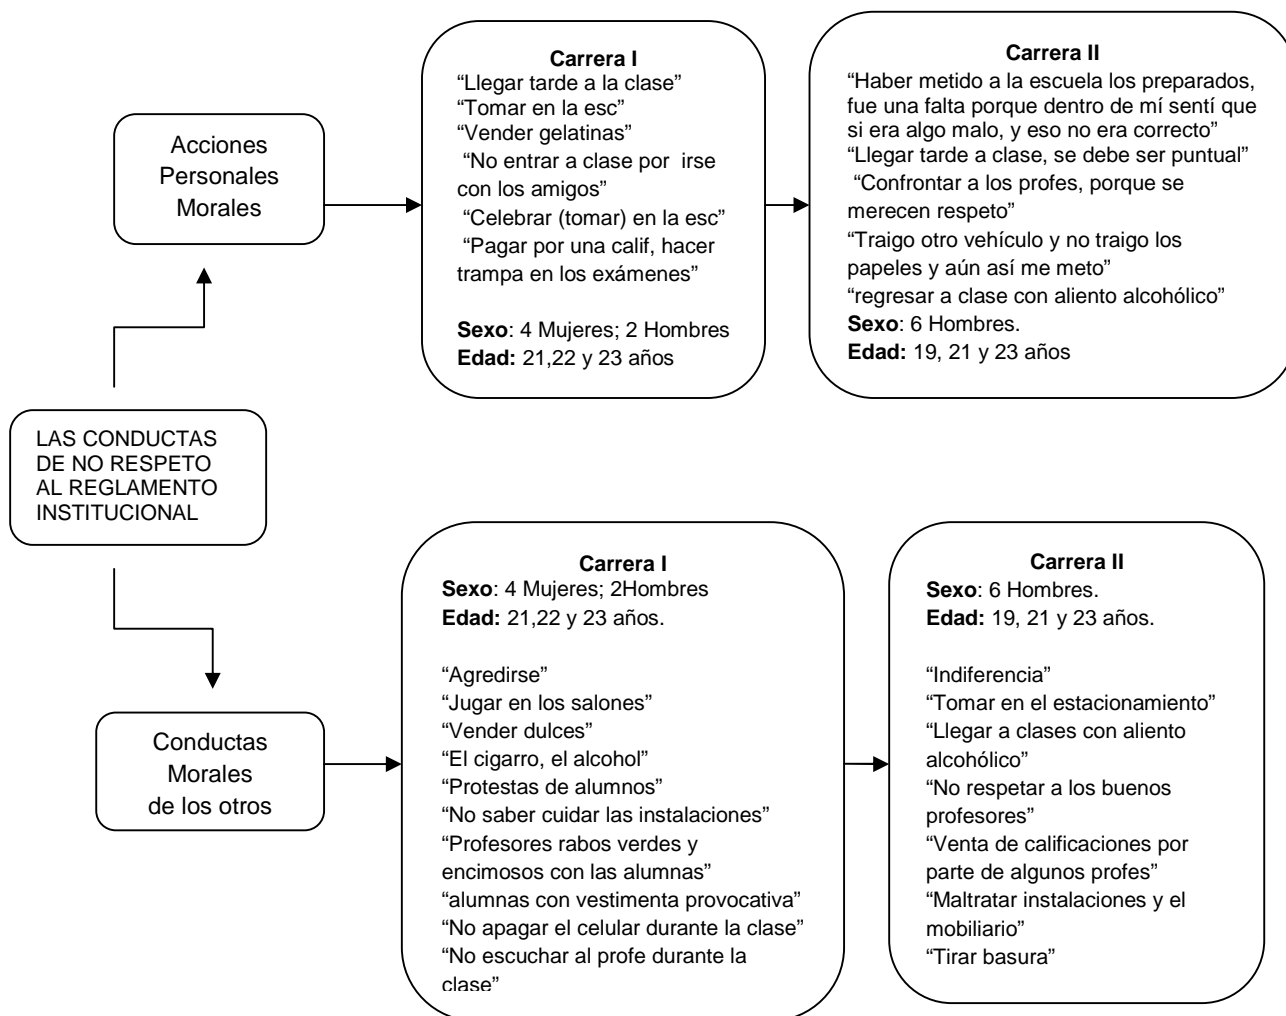 Carrera I
“Llegar tarde a la clase”
“Tomar en la esc”
“Vender gelatinas”
“No entrar a clase por irse
con los amigos”
“Celebrar (tomar) en la esc”
“Pagar por una calif, hacer
trampa en los exámenes”
Sexo: 4 Mujeres; 2 Hombres
Edad: 21,22 y 23 años
Carrera II
“Haber metido a la escuela los preparados,
fue una falta porque dentro de mí sentí que
si era algo malo, y eso no era correcto”
“Llegar tarde a clase, se debe ser puntual”
“Confrontar a los profes, porque se
merecen respeto”
“Traigo otro vehículo y no traigo los
papeles y aún así me meto”
“regresar a clase con aliento alcohólico”
Sexo: 6 Hombres.
Edad: 19, 21 y 23 años
Acciones
Personales
Morales
LAS CONDUCTAS
DE NO RESPETO
AL REGLAMENTO
INSTITUCIONAL
Conductas
Morales
de los otros
Carrera I
Sexo: 4 Mujeres; 2Hombres
Edad: 21,22 y 23 años.
“Agredirse”
“Jugar en los salones”
“Vender dulces”
“El cigarro, el alcohol”
“Protestas de alumnos”
“No saber cuidar las instalaciones”
“Profesores rabos verdes y
encimosos con las alumnas”
“alumnas con vestimenta provocativa”
“No apagar el celular durante la clase”
“No escuchar al profe durante la
clase”
Carrera II
Sexo: 6 Hombres.
Edad: 19, 21 y 23 años.
“Indiferencia”
“Tomar en el estacionamiento”
“Llegar a clases con aliento
alcohólico”
“No respetar a los buenos
profesores”
“Venta de calificaciones por
parte de algunos profes”
“Maltratar instalaciones y el
mobiliario”
“Tirar basura”